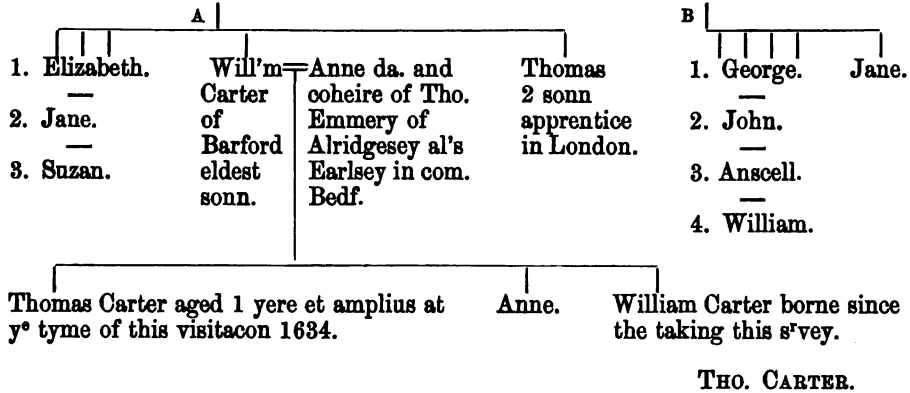 A
B
1. Elizabeth.
—
2. Jane.
—
3. Suzan.
Will'm=
Carter
of
Barford
eldest
sonn.
Anne da. and
coheire of Tho.
Emmery of
Alridgesey al's
Earlsey in com.
Bedf.
Thomas
2 sonn
apprentice
in London.
1. George.
—
2. John.
—
3. Anscell.
—
4. William.
Jane.
Thomas Carter aged 1 yere et amplius at
yᵉ tyme of this visitacon 1634.
Anne.
William Carter borne since
the taking this sʳvey.
THO. CARTER.